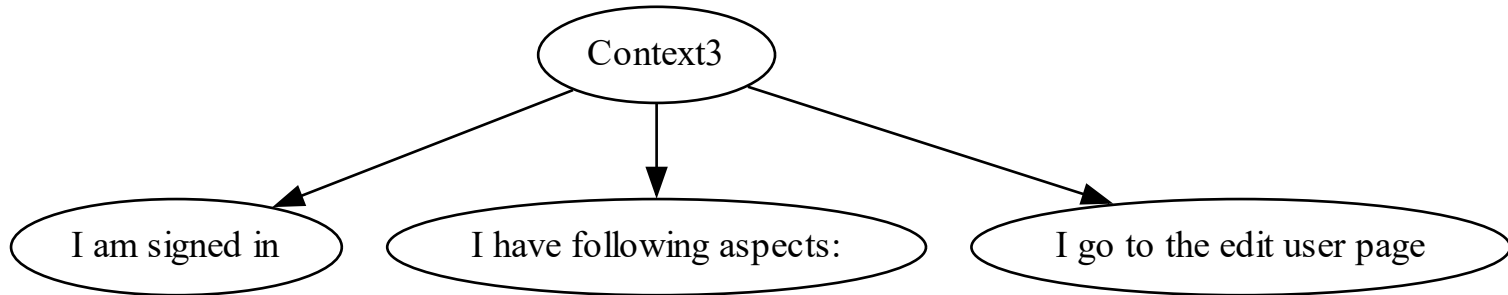 Context3
I am signed in
I have following aspects:
I go to the edit user page